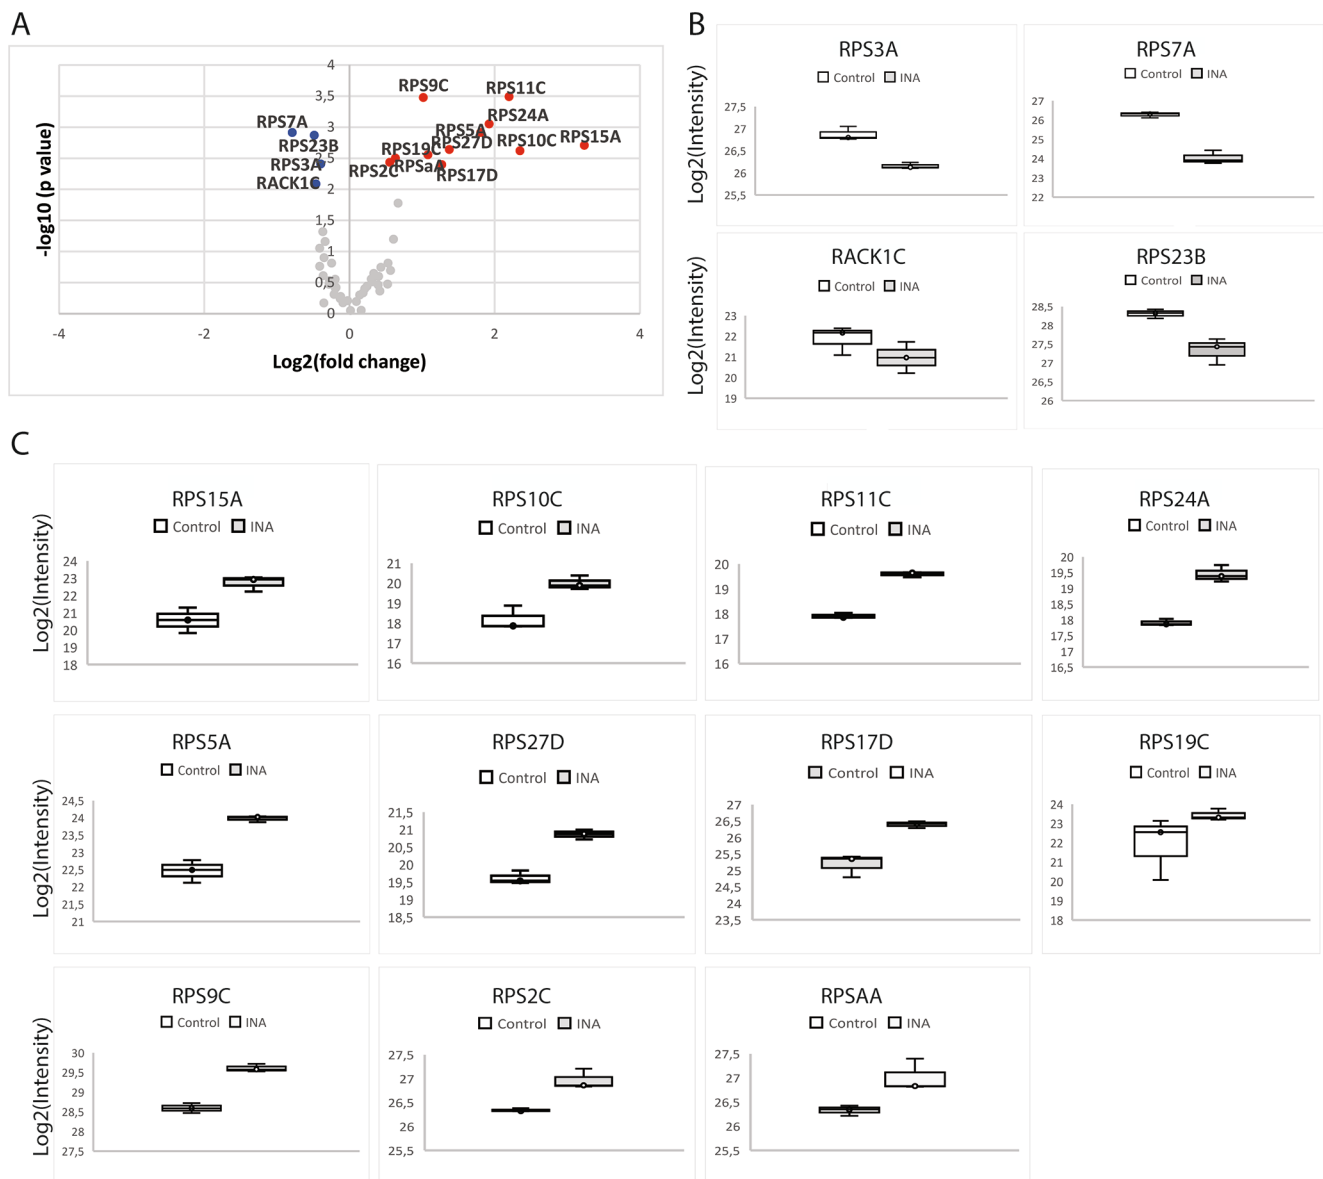 A
4
3,5
3
2,5
2
1,5
1
0,5
0
-4
-2
0
2
4
-log10 (p value)
Log2(fold change)
RPS9C
RPS11C
RPS24A
RPS7A
RPS5A
RPS23B
RPS27D
RPS10C
RPS15A
RPS19C
RPS3A
RPS2C
RPSaA
RPS17D
RACK1C
B
RPS3A
Control INA
Log2(Intensity)
27,5
27
26,5
26
25,5
RPS7A
Control INA
27
26
25
24
23
22
RACK1C
Control INA
Log2(Intensity)
23
22
21
20
19
RPS23B
Control INA
28,5
28
27,5
27
26,5
26
C
RPS15A
Control INA
Log2(Intensity)
24
23
22
21
20
19
18
RPS10C
Control INA
21
20
19
18
17
16
RPS11C
Control INA
20
19
18
17
16
RPS24A
Control INA
20
19,5
19
18,5
18
17,5
17
16,5
RPS5A
Control INA
Log2(Intensity)
24,5
24
23,5
23
22,5
22
21,5
21
RPS27D
Control INA
21,5
21
20,5
20
19,5
19
18,5
RPS17D
Control INA
27
26,5
26
25,5
25
24,5
24
23,5
RPS19C
Control INA
24
23
22
21
20
19
18
RPS9C
Control INA
Log2(Intensity)
30
29,5
29
28,5
28
27,5
RPS2C
Control INA
27,5
27
26,5
26
25,5
RPSAA
Control INA
27,5
27
26,5
26
25,5